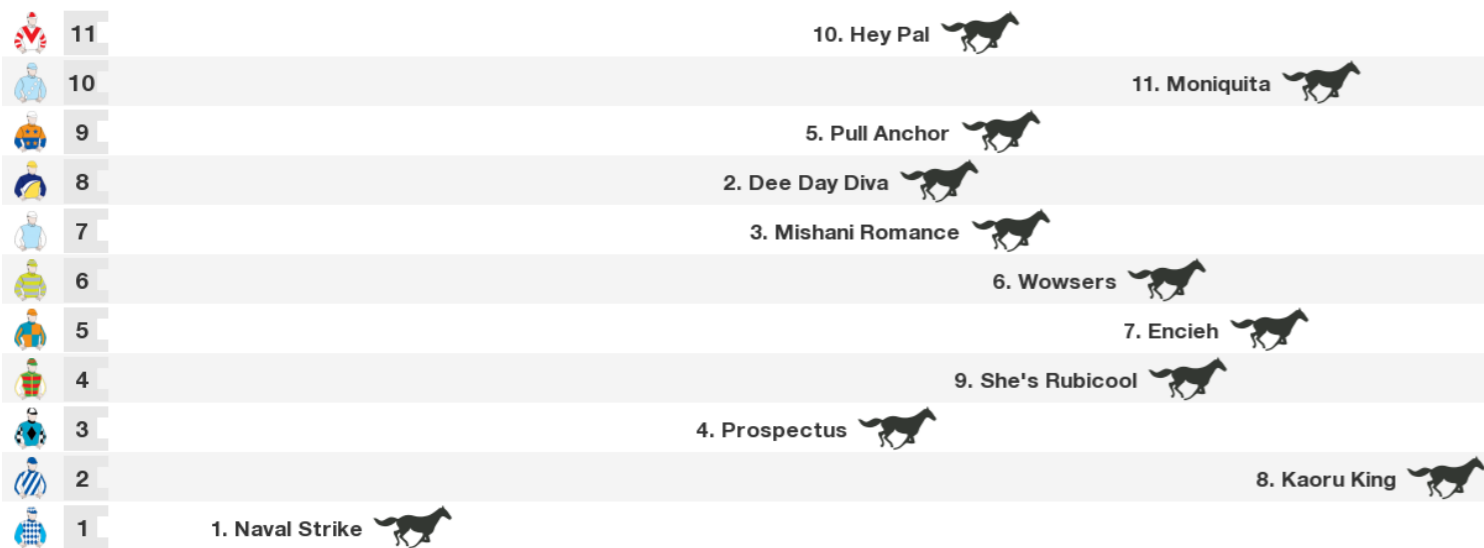 11 10. Hey Pal
10 11. Moniquita
9 5. Pull Anchor
8 2. Dee Day Diva
7 3. Mishani Romance
6 6. Wowsers
5 7. Encieh
4 9. She's Rubicool
3 4. Prospectus
2 8. Kaoru King
1 1. Naval Strike